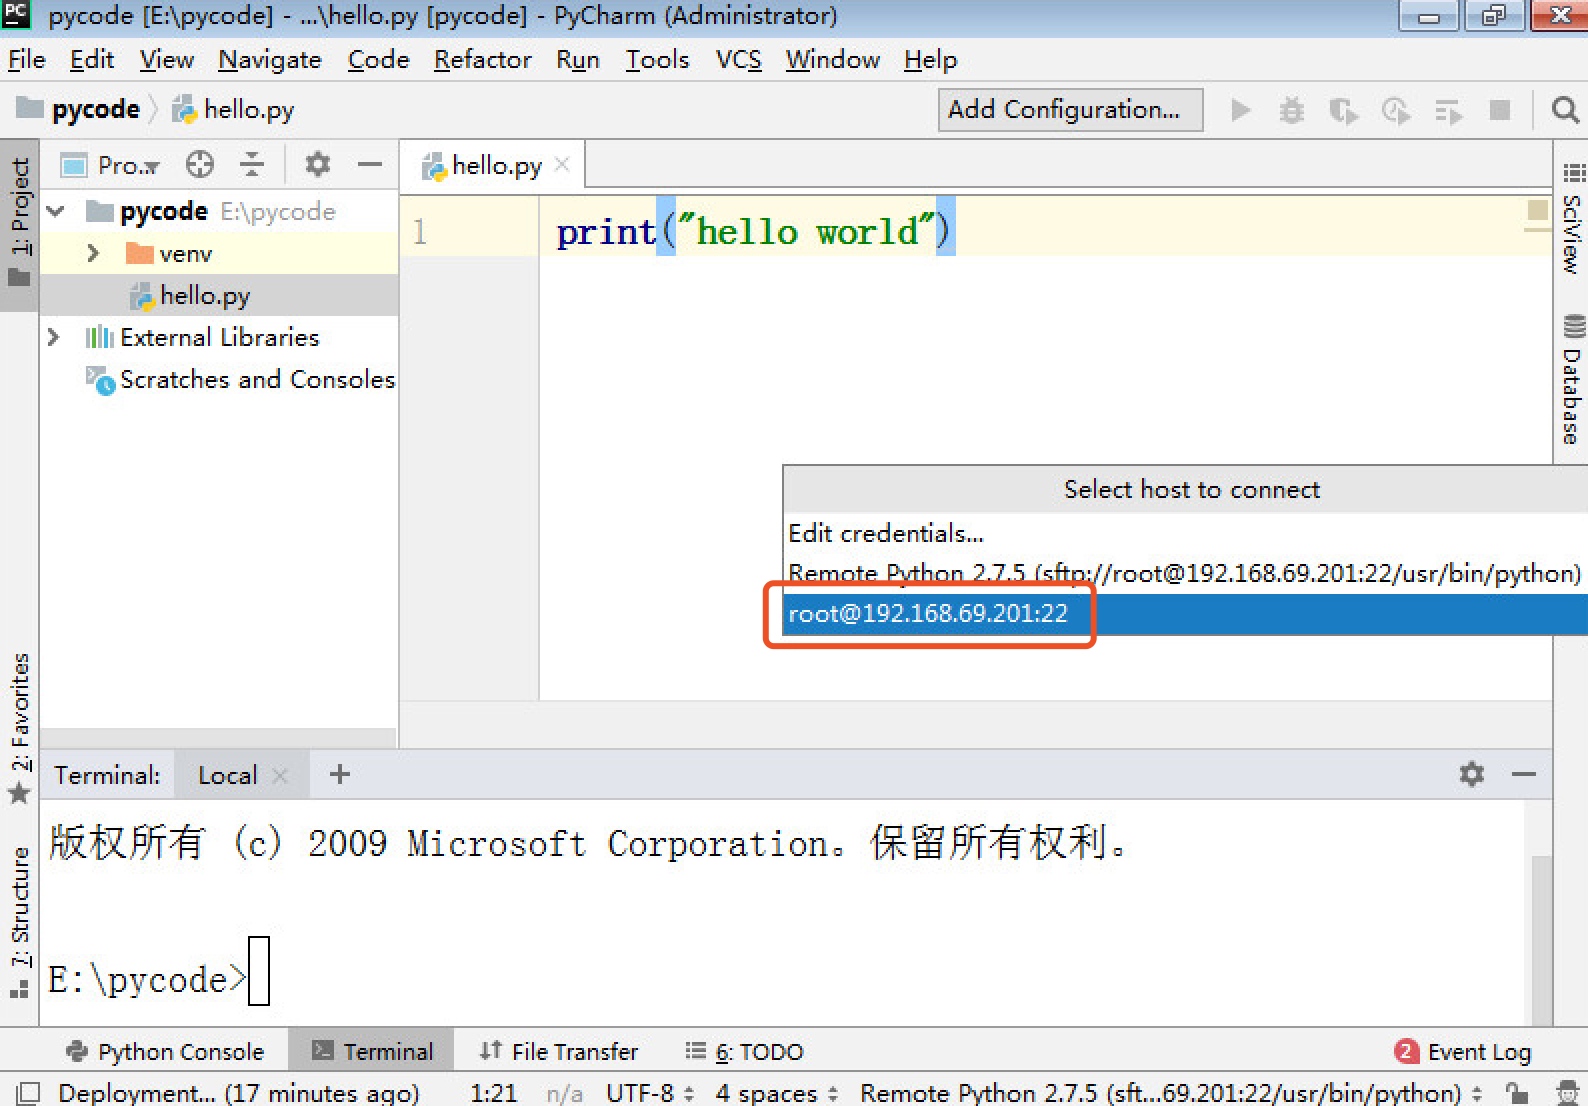 PC pycode [E:\pycode] - ...\hello.py [pycode] - PyCharm (Administrator)
File Edit View Navigate Code Refactor Run Tools VCS Window Help
pycode hello.py Add Configuration...
1: Project
Pro...
hello.py
pycode E:\pycode
venv
hello.py
External Libraries
Scratches and Consoles
1 print("hello world")
SciView
Database
Select host to connect
Edit credentials...
Remote Python 2.7.5 (sftp://root@192.168.69.201:22/usr/bin/python)
root@192.168.69.201:22
2: Favorites
7: Structure
Terminal: Local +
版权所有 (c) 2009 Microsoft Corporation。保留所有权利。
E:\pycode>
Python Console Terminal File Transfer 6: TODO 2 Event Log
Deployment... (17 minutes ago) 1:21 n/a UTF-8 4 spaces Remote Python 2.7.5 (sft...69.201:22/usr/bin/python)